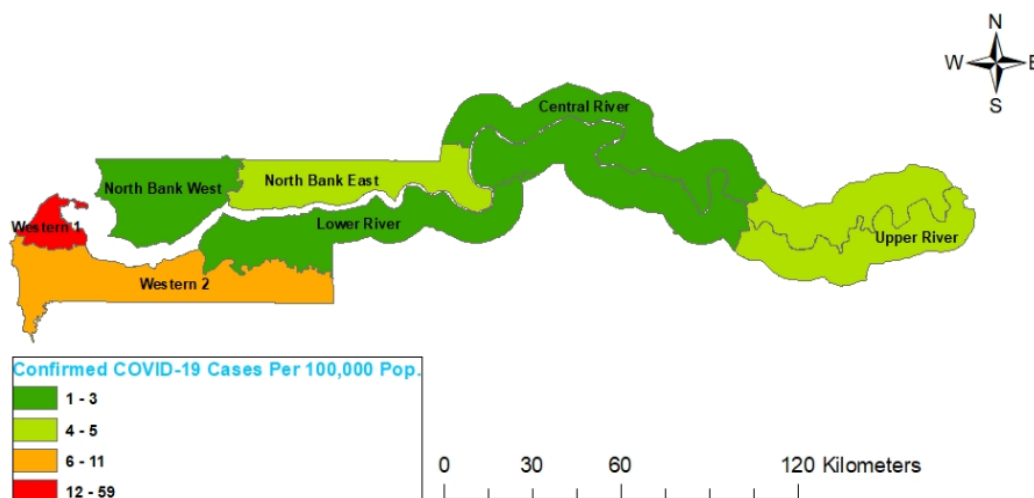 N
W E
S
Central River
North Bank West
North Bank East
Lower River
Western 1
Upper River
Western 2
Confirmed COVID-19 Cases Per 100,000 Pop.
1 - 3
4 - 5
6 - 11
12 - 59
0 30 60 120 Kilometers